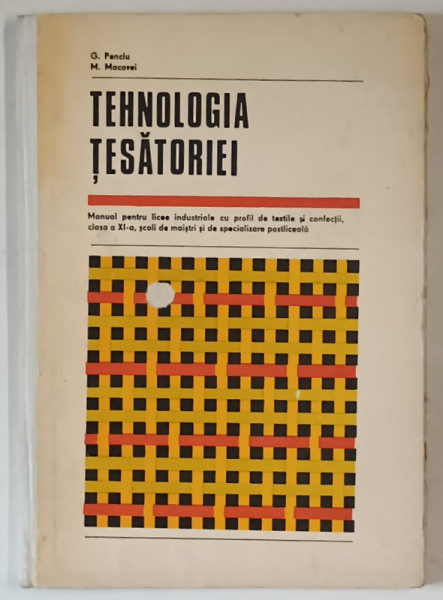 G. Penciu
M. Macovei
TEHNOLOGIA
ȚESĂTORIEI
Manual pentru licee industriale cu profil de textile și confecții,
clasa a XI-a, școli de maiștri și de specializare postliceală